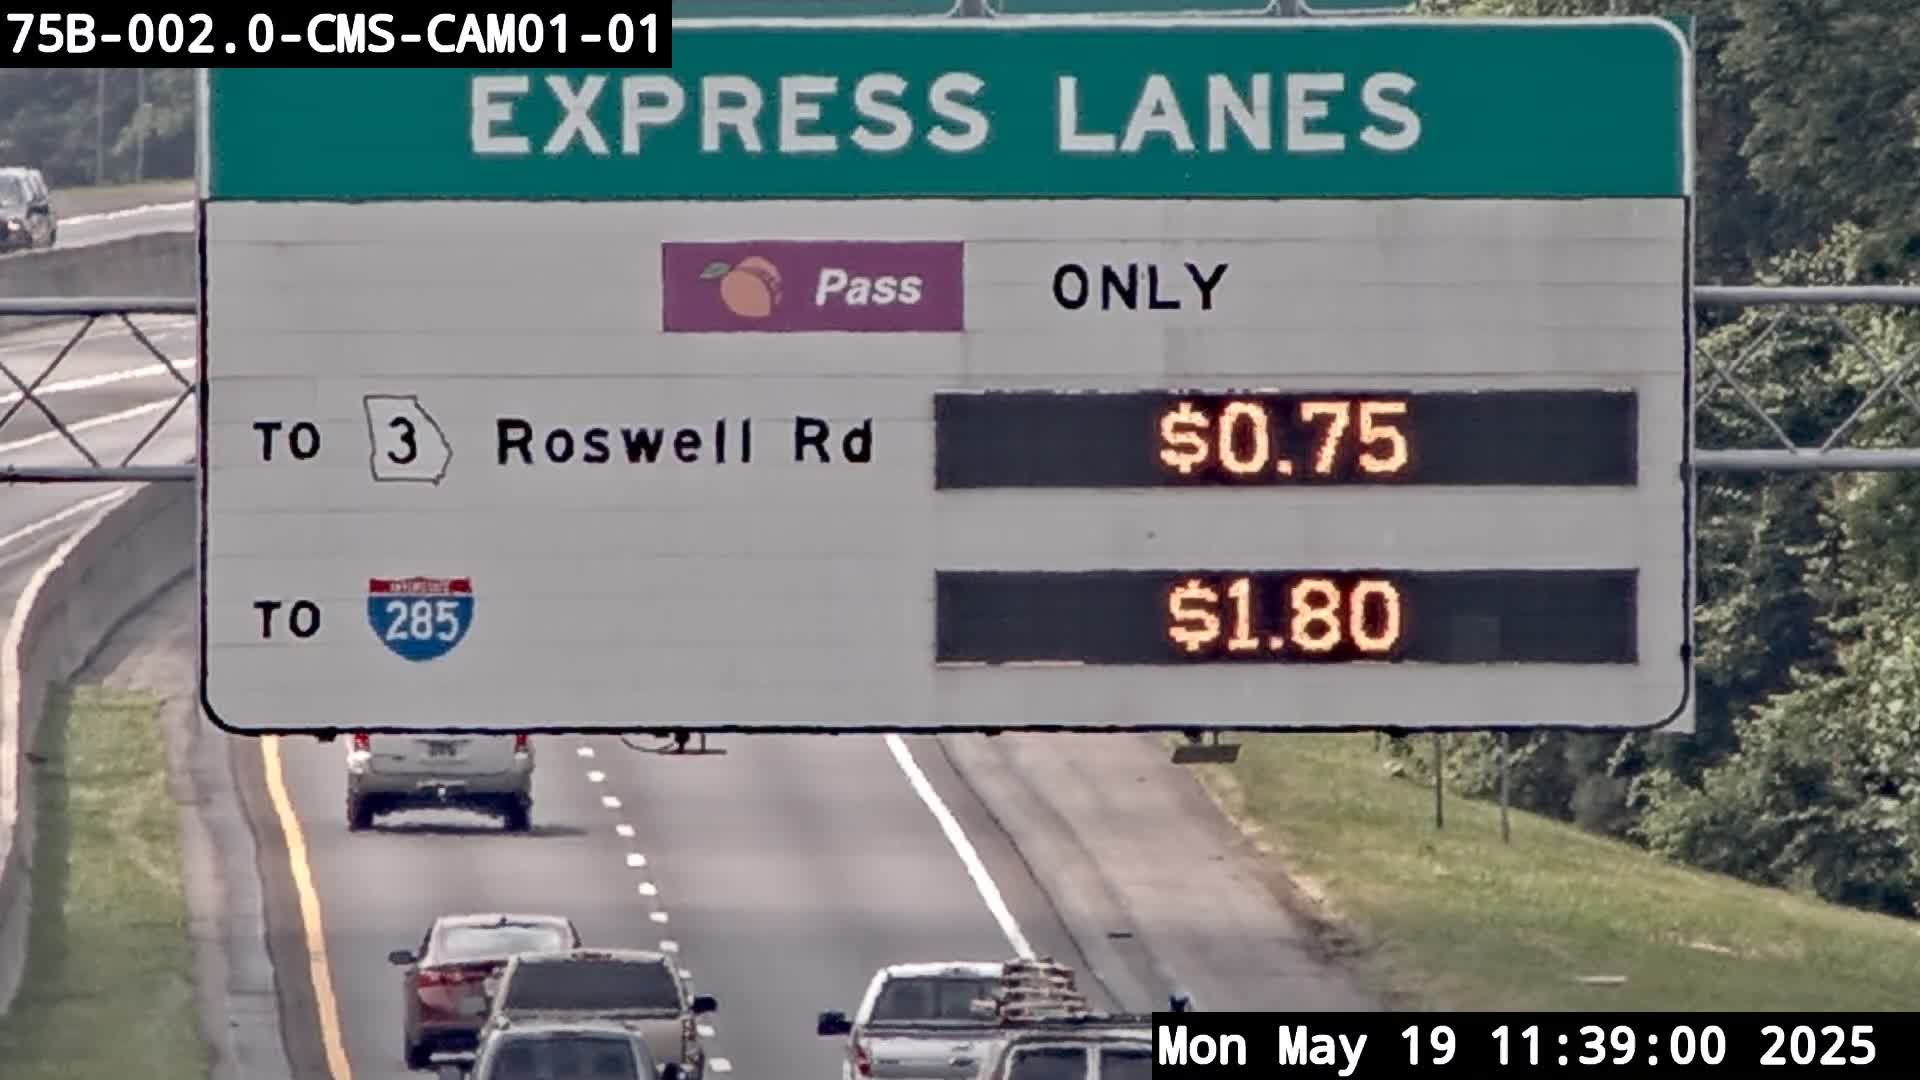 75B-002.0-CMS-CAM01-01
EXPRESS LANES
Pass ONLY
TO 3 Roswell Rd $0.75
TO INTERSTATE 285 $1.80
Mon May 19 11:39:00 2025